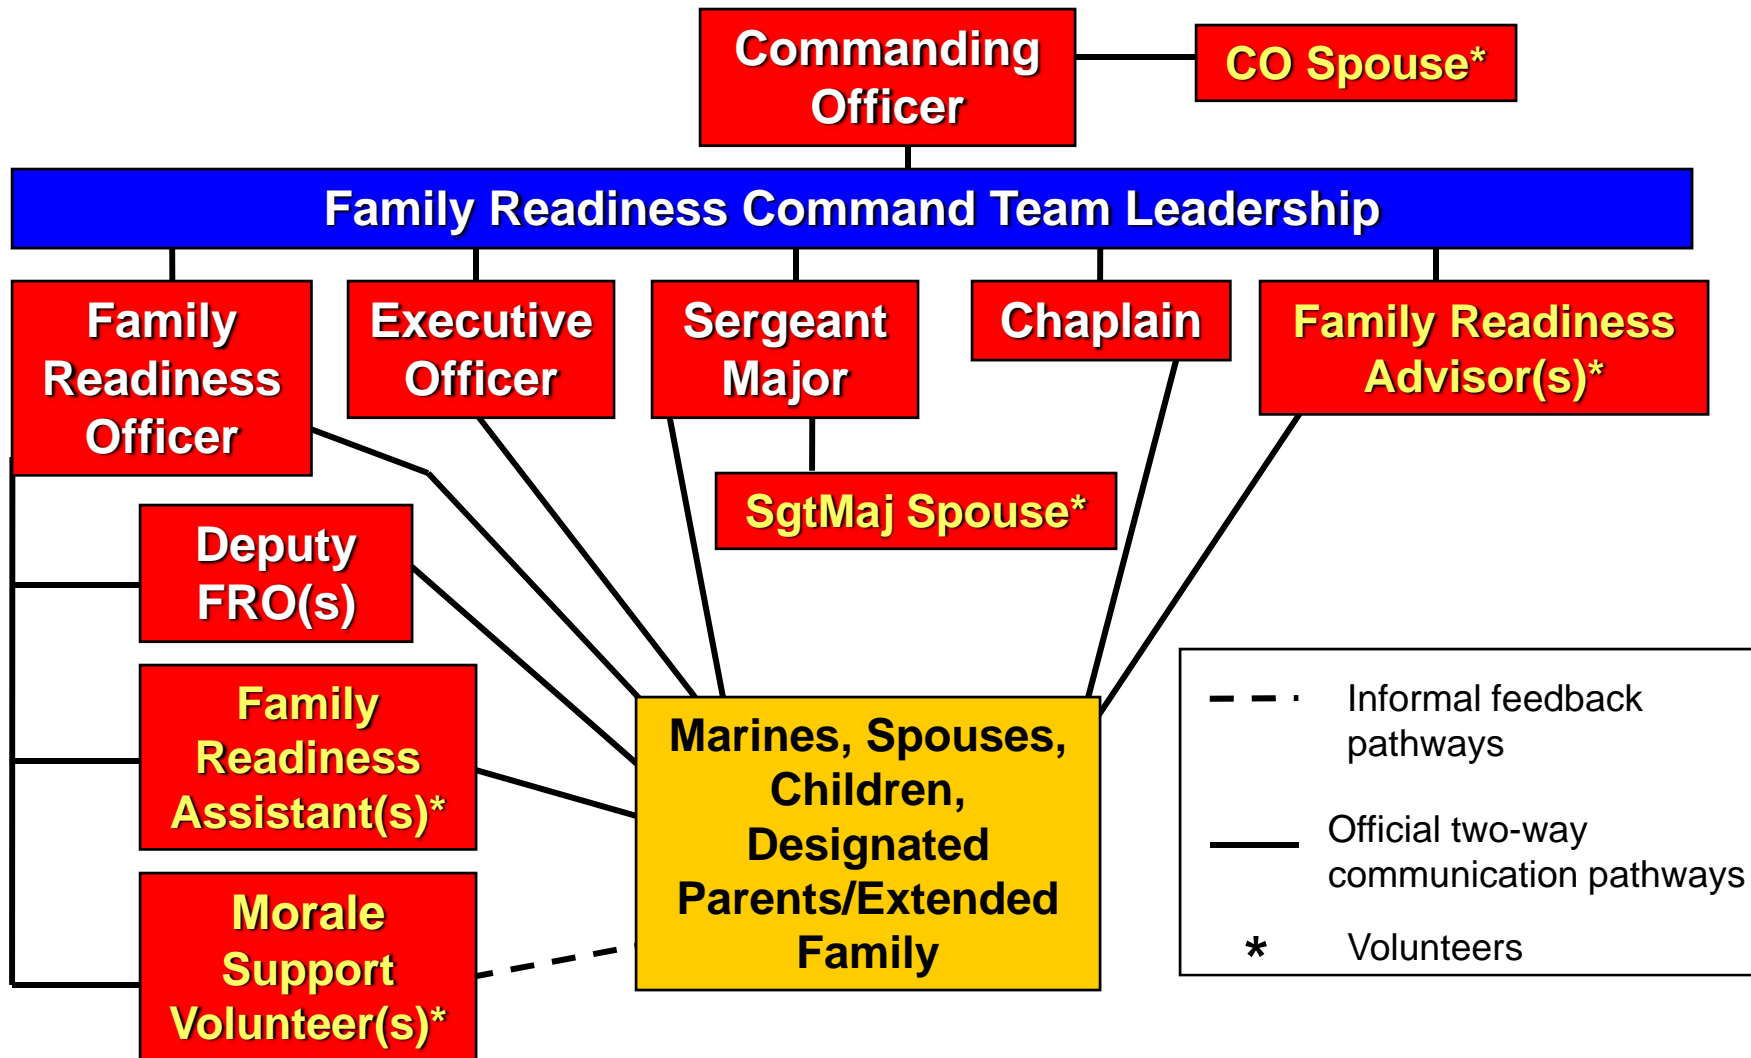 Commanding
Officer
CO Spouse*
Family Readiness Command Team Leadership
Family
Readiness
Officer
Executive
Officer
Sergeant
Major
Chaplain
Family Readiness
Advisor(s)*
SgtMaj Spouse*
Deputy
FRO(s)
Family
Readiness
Assistant(s)*
Morale
Support
Volunteer(s)*
Marines, Spouses,
Children,
Designated
Parents/Extended
Family
Informal feedback
pathways
Official two-way
communication pathways
* Volunteers